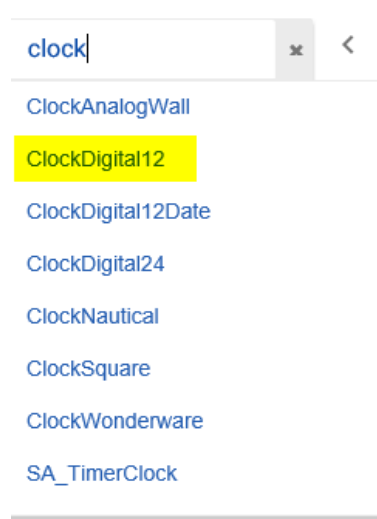 clock
ClockAnalogWall
ClockDigital12
ClockDigital12Date
ClockDigital24
ClockNautical
ClockSquare
ClockWonderware
SA_TimerClock